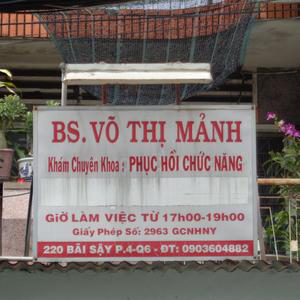 BS. VÕ THỊ MẢNH
Khám Chuyên Khoa : PHỤC HỒI CHỨC NĂNG
GIỜ LÀM VIỆC TỪ 17h00-19h00
Giấy Phép Số: 2963 GCNHNY
220 BÃI SẬY P.4-Q6 - ĐT: 0903604882